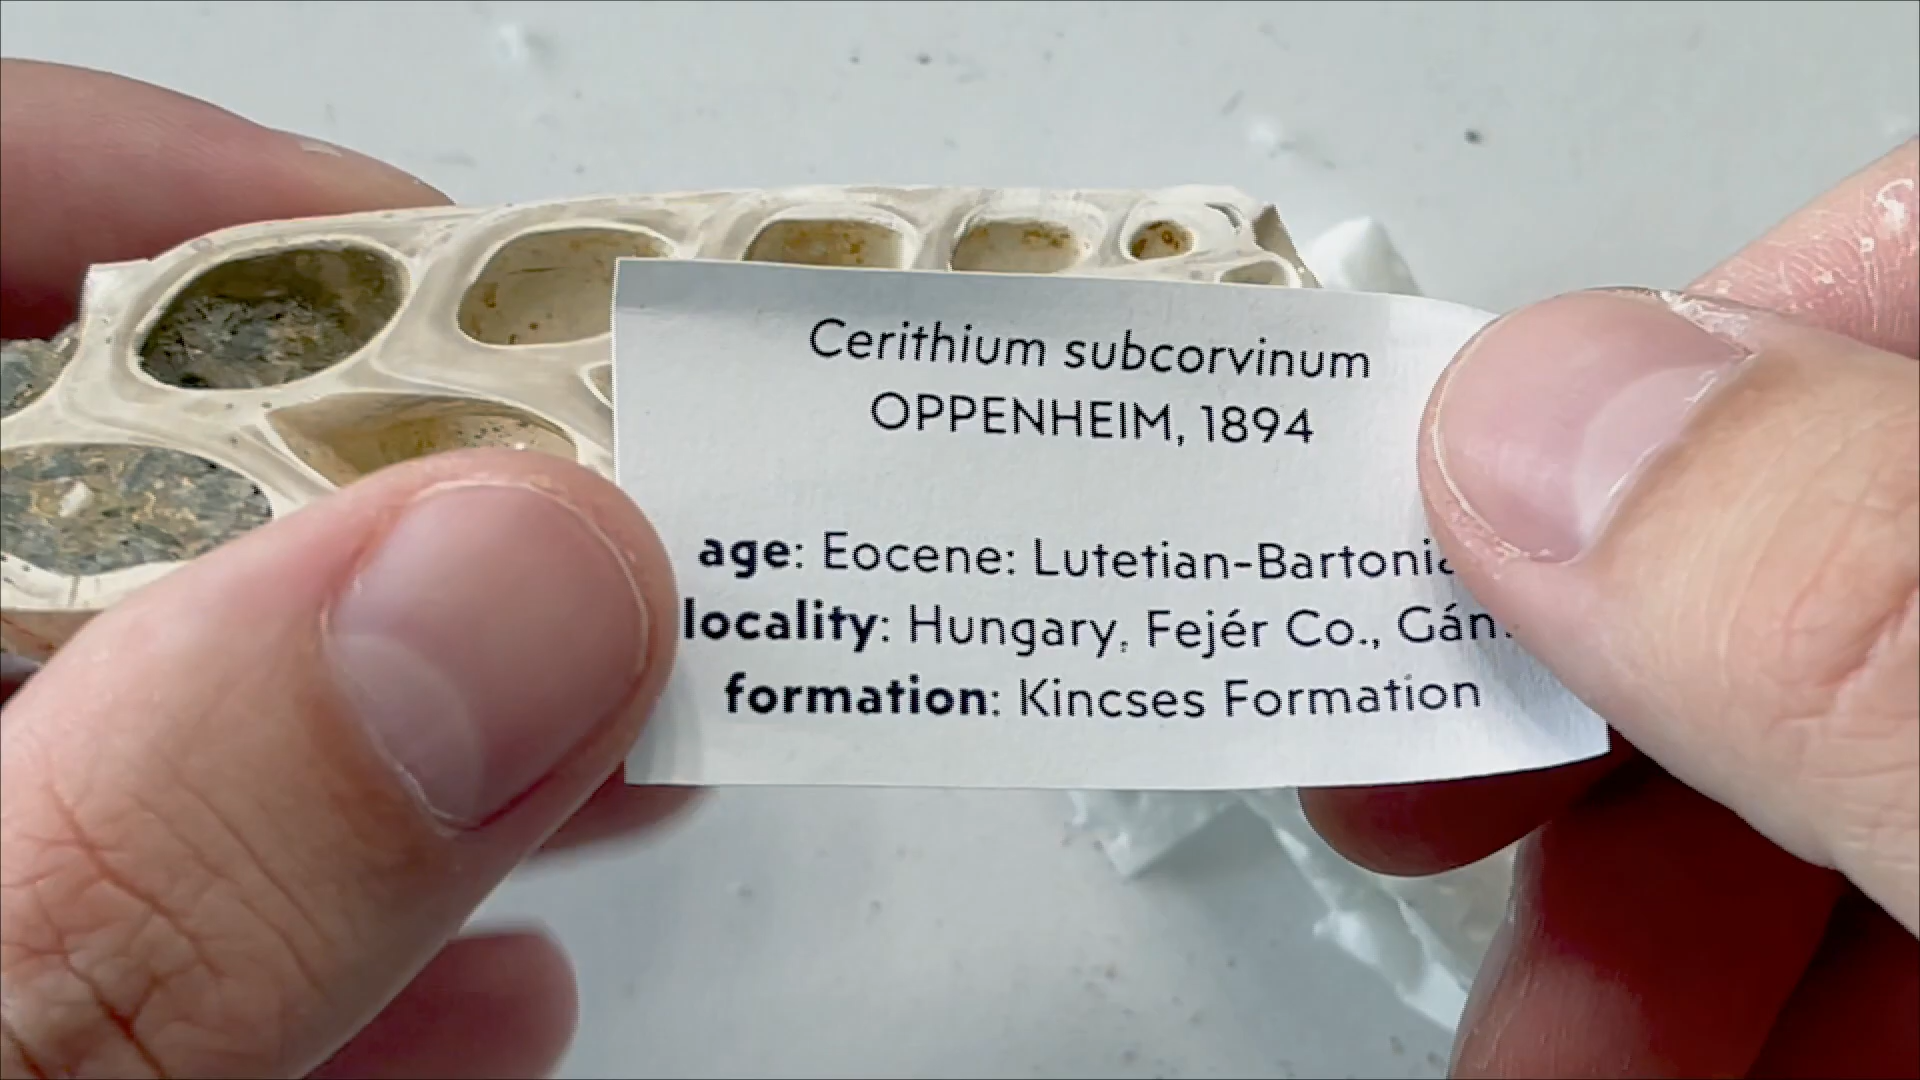 Cerithium subcorvinum
OPPENHEIM, 1894
age: Eocene: Lutetian-Bartonia
locality: Hungary, Fejér Co., Gán
formation: Kincses Formation